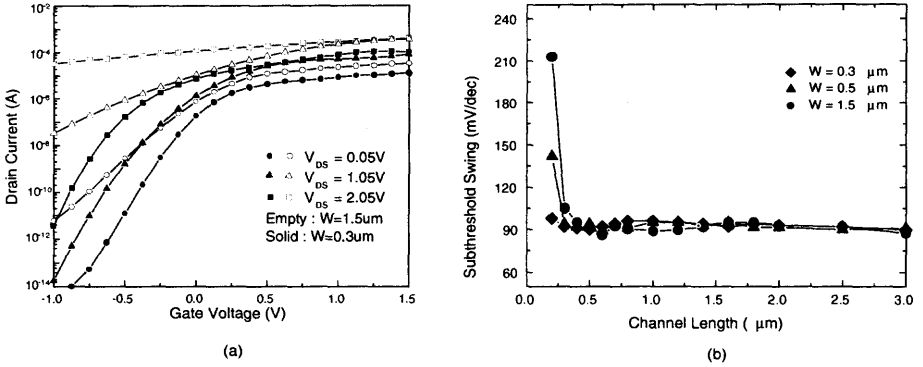 (a)
Drain Current (A)
10-2
10-4
10-6
10-8
10-10
10-12
10-14
-1.0
-0.5
0.0
0.5
1.0
1.5
Gate Voltage (V)
VDS = 0.05V
VDS = 1.05V
VDS = 2.05V
Empty : W=1.5um
Solid : W=0.3um
(a)
Subthreshold Swing (mV/dec)
240
210
180
150
120
90
60
0.0
0.5
1.0
1.5
2.0
2.5
3.0
Channel Length ( μm)
W = 0.3 μm
W = 0.5 μm
W = 1.5 μm
(b)